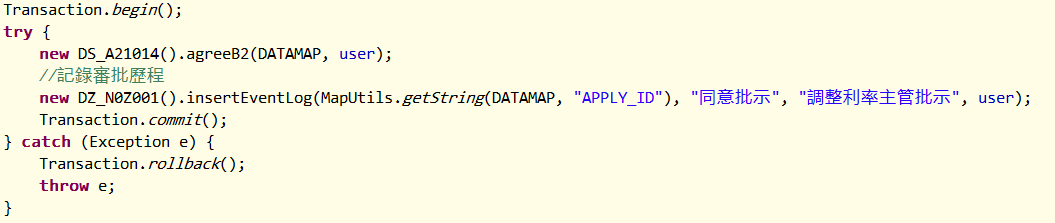 Transaction.begin();
try {
    new DS_A21014().agreeB2(DATAMAP, user);
    //記錄審批歷程
    new DZ_N0Z001().insertEventLog(MapUtils.getString(DATAMAP, "APPLY_ID"), "同意批示", "調整利率主管批示", user);
    Transaction.commit();
} catch (Exception e) {
    Transaction.rollback();
    throw e;
}